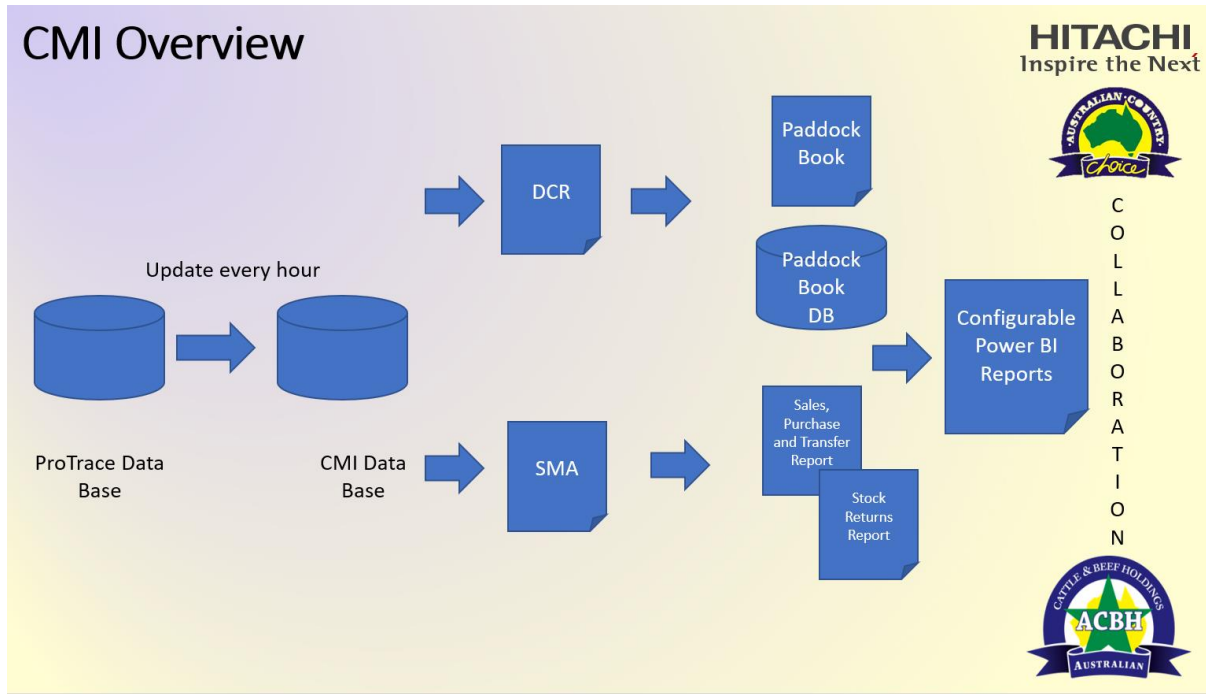 CMI Overview
HITACHI
Inspire the Next
AUSTRALIAN·COUNTRY
Choice
Paddock
Book
DCR
Update every hour
Paddock
Book
DB
Configurable
Power BI
Reports
Sales,
Purchase
and Transfer
Report
ProTrace Data
Base
CMI Data
Base
SMA
Stock
Returns
Report
C
O
L
L
A
B
O
R
A
T
I
O
N
CATTLE & BEEF HOLDINGS
ACBH
AUSTRALIAN